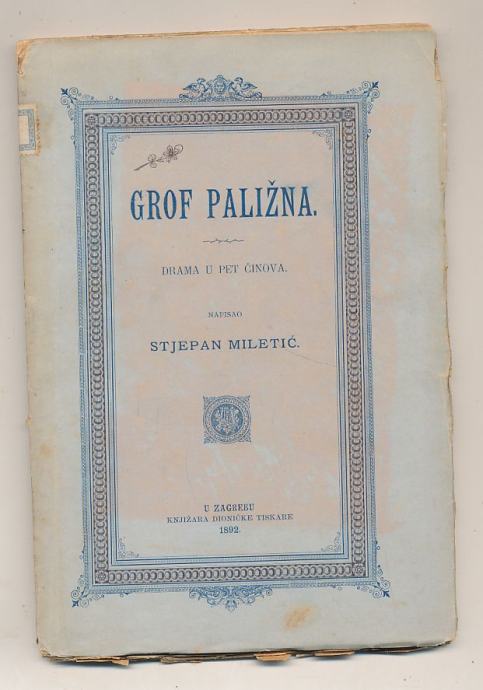 GROF PALIŽNA.
DRAMA U PET ČINOVA.
NAPISAO
STJEPAN MILETIĆ.
U ZAGREBU
KNJIŽARA DIONIČKE TISKARE
1892.